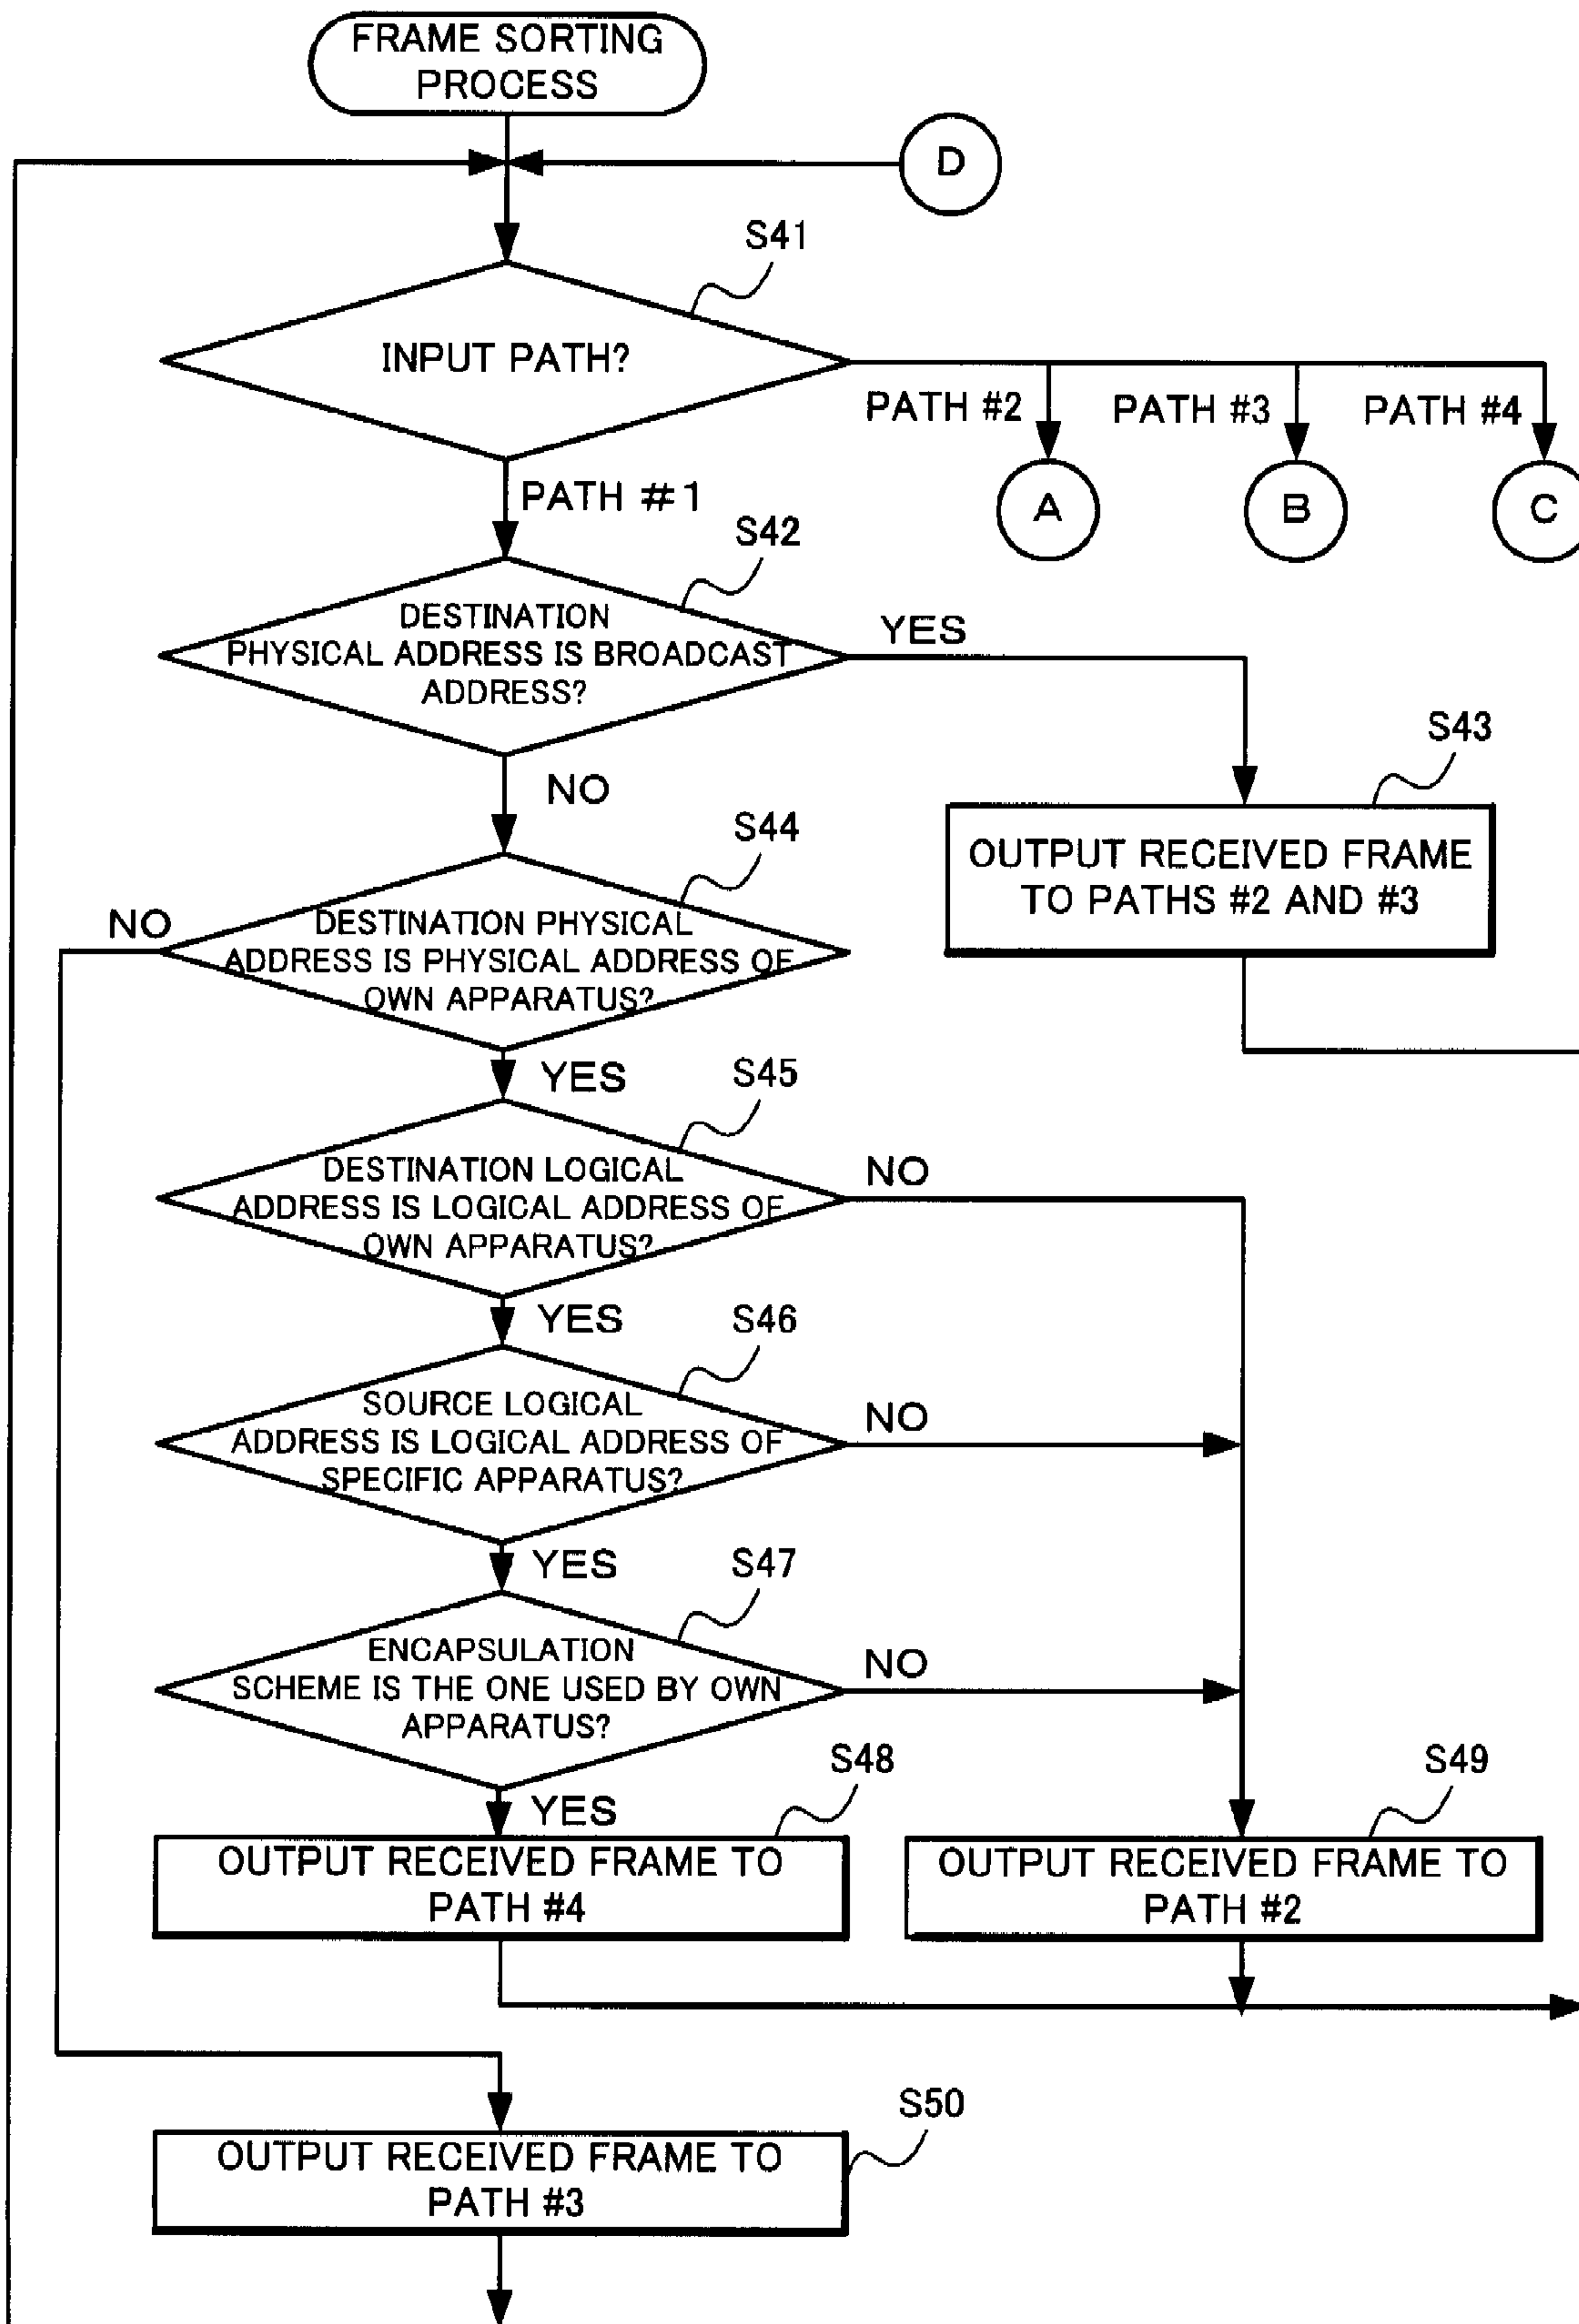 FRAME SORTING
PROCESS
D
S41
INPUT PATH?
PATH #2
PATH #3
PATH #4
A
B
C
PATH #1
S42
DESTINATION
PHYSICAL ADDRESS IS BROADCAST
ADDRESS?
YES
NO
S43
OUTPUT RECEIVED FRAME
TO PATHS #2 AND #3
S44
NO
DESTINATION PHYSICAL
ADDRESS IS PHYSICAL ADDRESS OF
OWN APPARATUS?
YES
S45
DESTINATION LOGICAL
ADDRESS IS LOGICAL ADDRESS OF
OWN APPARATUS?
NO
YES
S46
SOURCE LOGICAL
ADDRESS IS LOGICAL ADDRESS OF
SPECIFIC APPARATUS?
NO
YES
S47
ENCAPSULATION
SCHEME IS THE ONE USED BY OWN
APPARATUS?
NO
YES
S48
OUTPUT RECEIVED FRAME TO
PATH #4
S49
OUTPUT RECEIVED FRAME TO
PATH #2
S50
OUTPUT RECEIVED FRAME TO
PATH #3